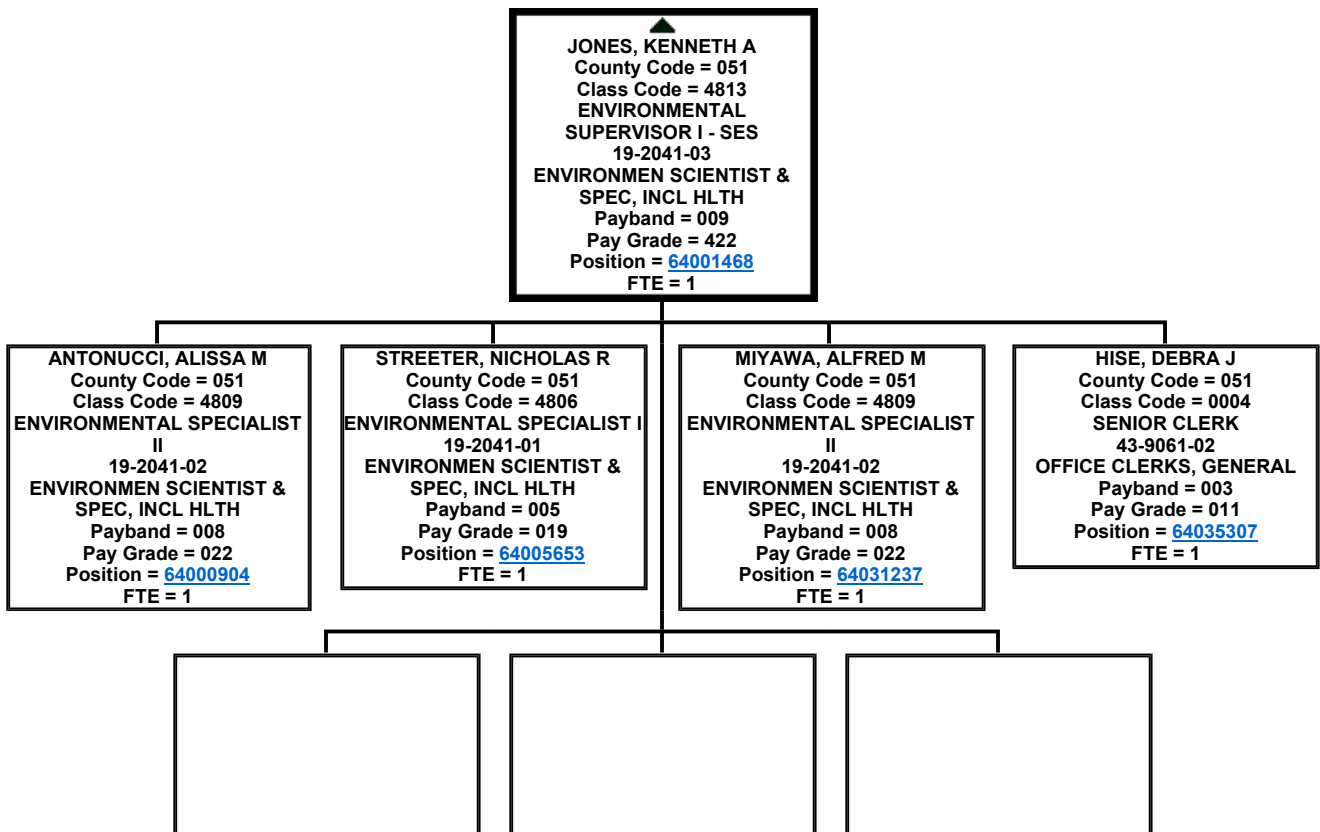 JONES, KENNETH A
County Code = 051
Class Code = 4813
ENVIRONMENTAL
SUPERVISOR I - SES
19-2041-03
ENVIRONMEN SCIENTIST &
SPEC, INCL HLTH
Payband = 009
Pay Grade = 422
Position = 64001468
FTE = 1
ANTONUCCI, ALISSA M
County Code = 051
Class Code = 4809
ENVIRONMENTAL SPECIALIST
II
19-2041-02
ENVIRONMEN SCIENTIST &
SPEC, INCL HLTH
Payband = 008
Pay Grade = 022
Position = 64000904
FTE = 1
STREETER, NICHOLAS R
County Code = 051
Class Code = 4806
ENVIRONMENTAL SPECIALIST I
19-2041-01
ENVIRONMEN SCIENTIST &
SPEC, INCL HLTH
Payband = 005
Pay Grade = 019
Position = 64005653
FTE = 1
MIYAWA, ALFRED M
County Code = 051
Class Code = 4809
ENVIRONMENTAL SPECIALIST
II
19-2041-02
ENVIRONMEN SCIENTIST &
SPEC, INCL HLTH
Payband = 008
Pay Grade = 022
Position = 64031237
FTE = 1
HISE, DEBRA J
County Code = 051
Class Code = 0004
SENIOR CLERK
43-9061-02
OFFICE CLERKS, GENERAL
Payband = 003
Pay Grade = 011
Position = 64035307
FTE = 1